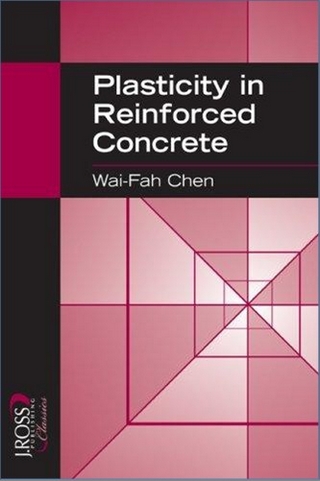 Plasticity in
Reinforced
Concrete
Wai-Fah Chen
J.ROSS
PUBLISHING
Classics